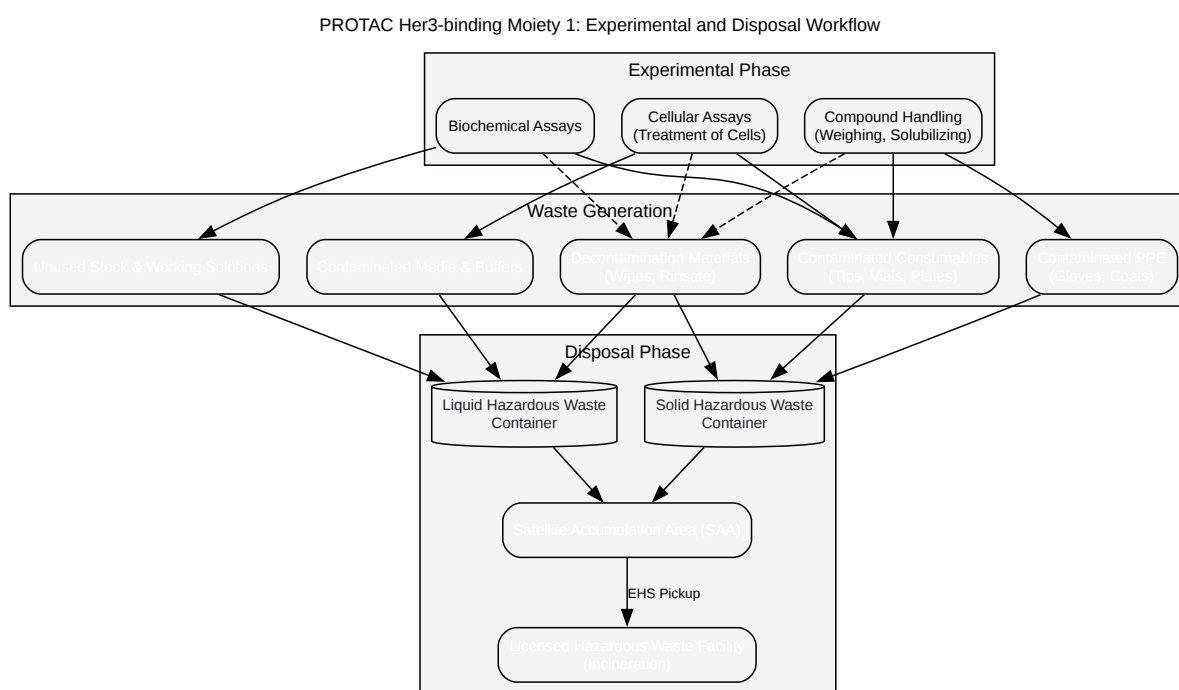 PROTAC Her3-binding Moiety 1: Experimental and Disposal Workflow
Experimental Phase
Biochemical Assays
Cellular Assays
(Treatment of Cells)
Compound Handling
(Weighing, Solubilizing)
Waste Generation
Unused Stock & Working Solutions
Contaminated Media & Buffers
Decontamination Materials
(Wipes, Rinsate)
Contaminated Consumables
(Tips, Vials, Plates)
Contaminated PPE
(Gloves, Coats)
Disposal Phase
Liquid Hazardous Waste
Container
Solid Hazardous Waste
Container
Satellite Accumulation Area (SAA)
EHS Pickup
Licensed Hazardous Waste Facility
(Incineration)